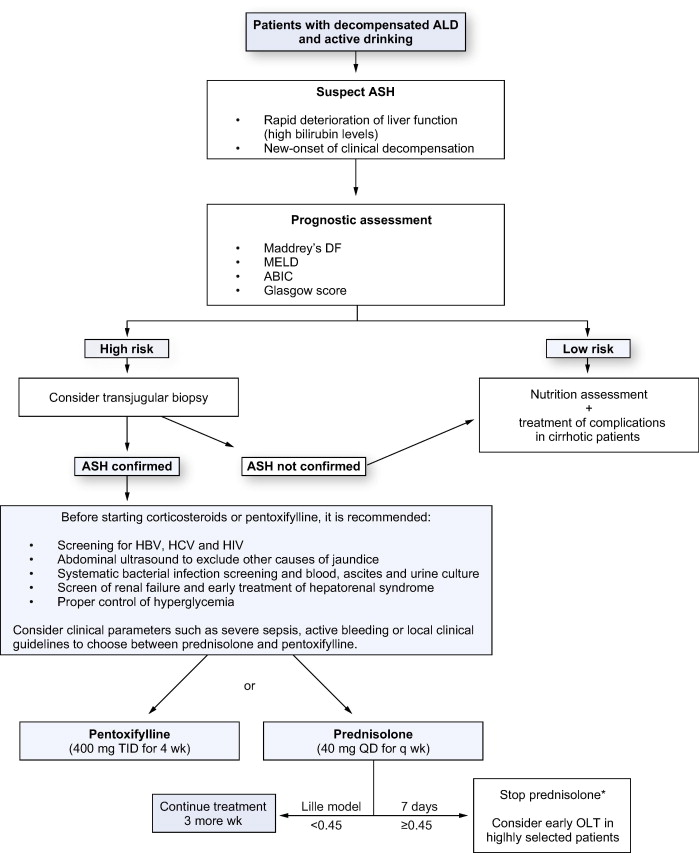 Patients with decompensated ALD
and active drinking
Suspect ASH
• Rapid deterioration of liver function
(high bilirubin levels)
• New-onset of clinical decompensation
Prognostic assessment
• Maddrey's DF
• MELD
• ABIC
• Glasgow score
High risk
Low risk
Consider transjugular biopsy
Nutrition assessment
+
treatment of complications
in cirrhotic patients
ASH confirmed
ASH not confirmed
Before starting corticosteroids or pentoxifylline, it is recommended:
• Screening for HBV, HCV and HIV
• Abdominal ultrasound to exclude other causes of jaundice
• Systematic bacterial infection screening and blood, ascites and urine culture
• Screen of renal failure and early treatment of hepatorenal syndrome
• Proper control of hyperglycemia
Consider clinical parameters such as severe sepsis, active bleeding or local clinical
guidelines to choose between prednisolone and pentoxifylline.
or
Pentoxifylline
(400 mg TID for 4 wk)
Prednisolone
(40 mg QD for q wk)
Continue treatment
3 more wk
Lille model
<0.45
7 days
≥0.45
Stop prednisolone*
Consider early OLT in
higlhly selected patients